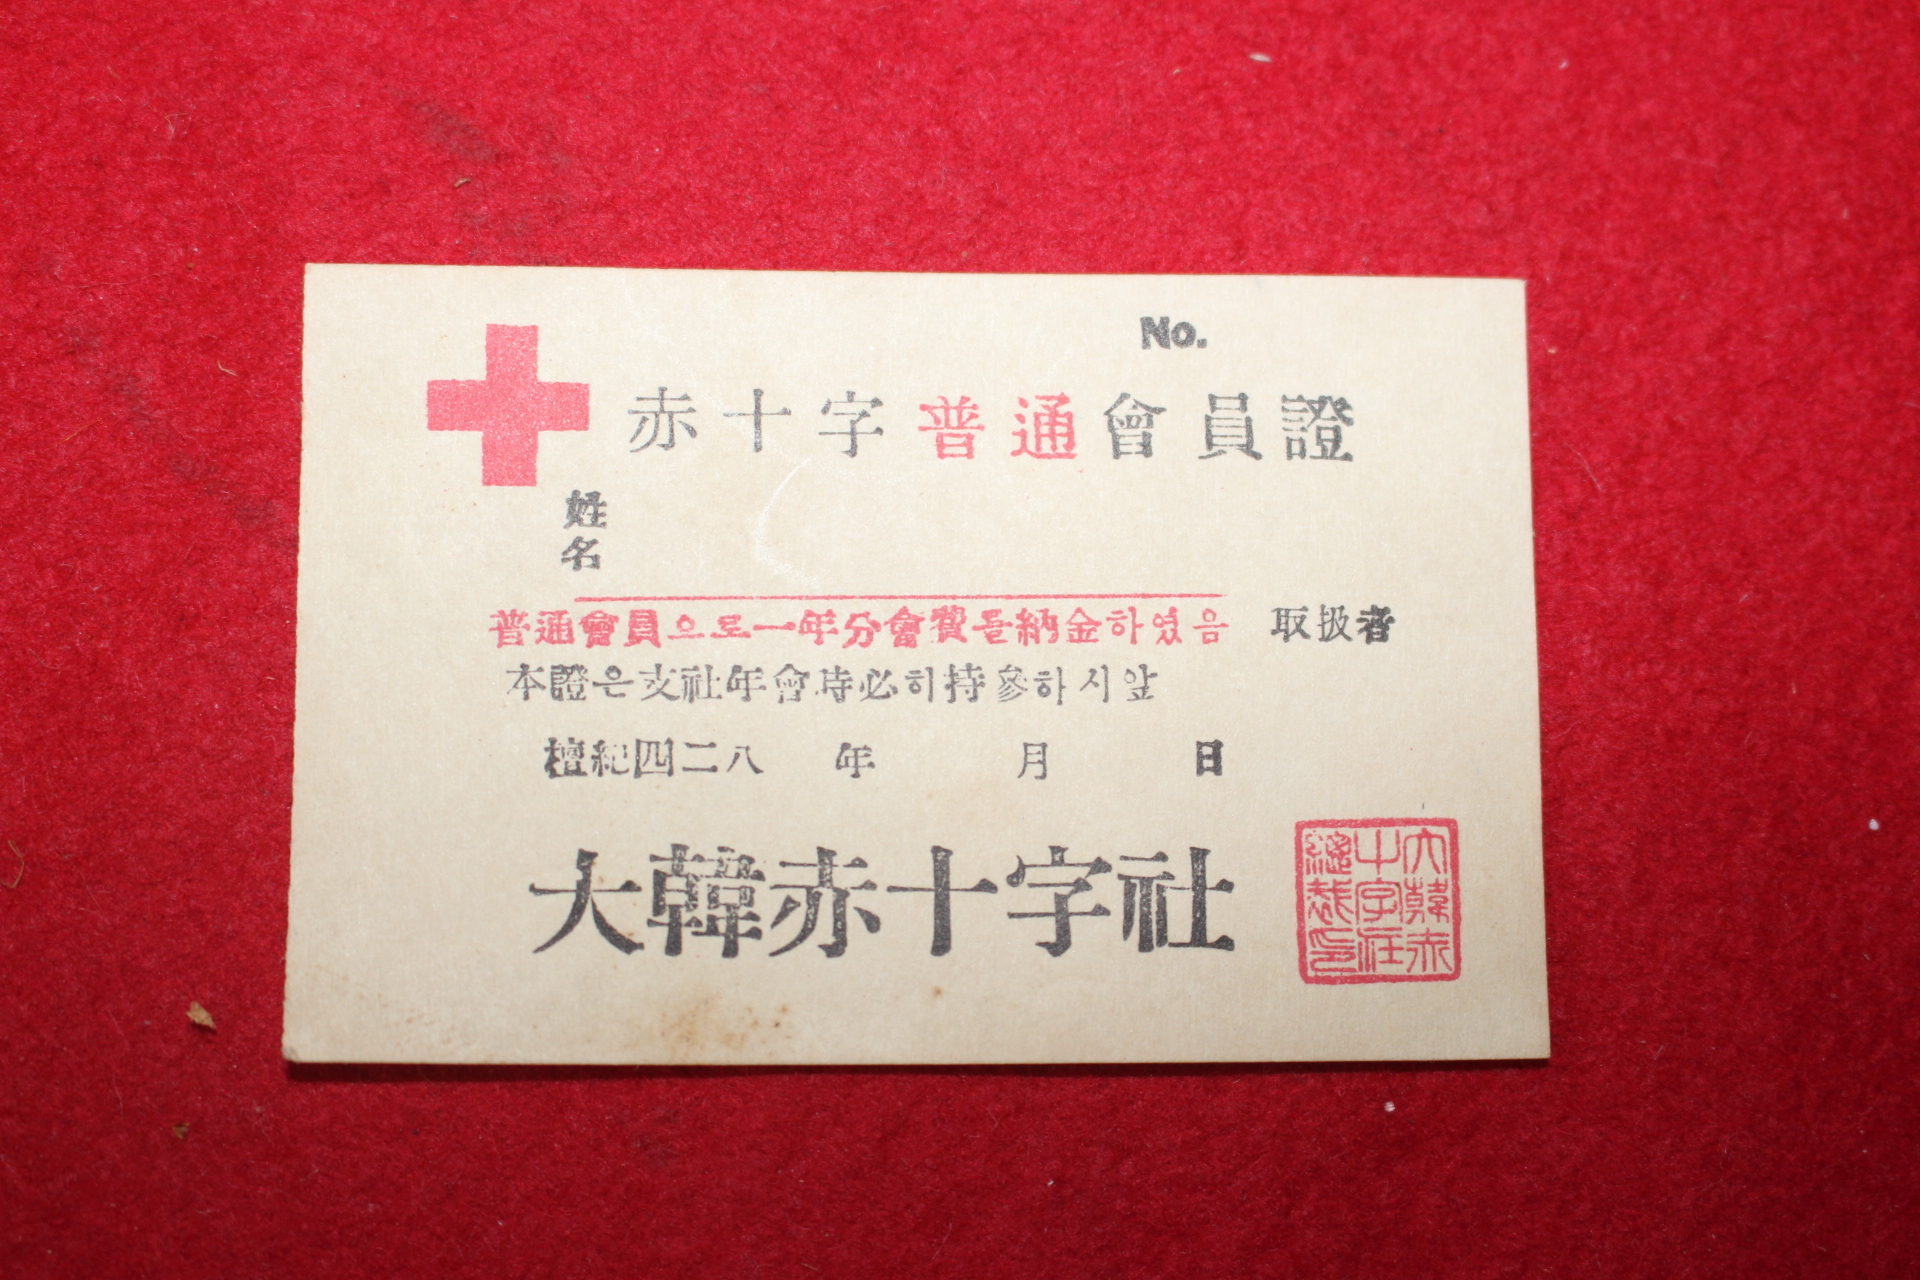 No.
赤十字普通會員證
姓名
普通會員으로一年分會費를納金하였음 取扱者
本證은支社年會時必히持參하시앞
檀紀四二八 年 月 日
大韓赤十字社
大韓赤十字社總裁印